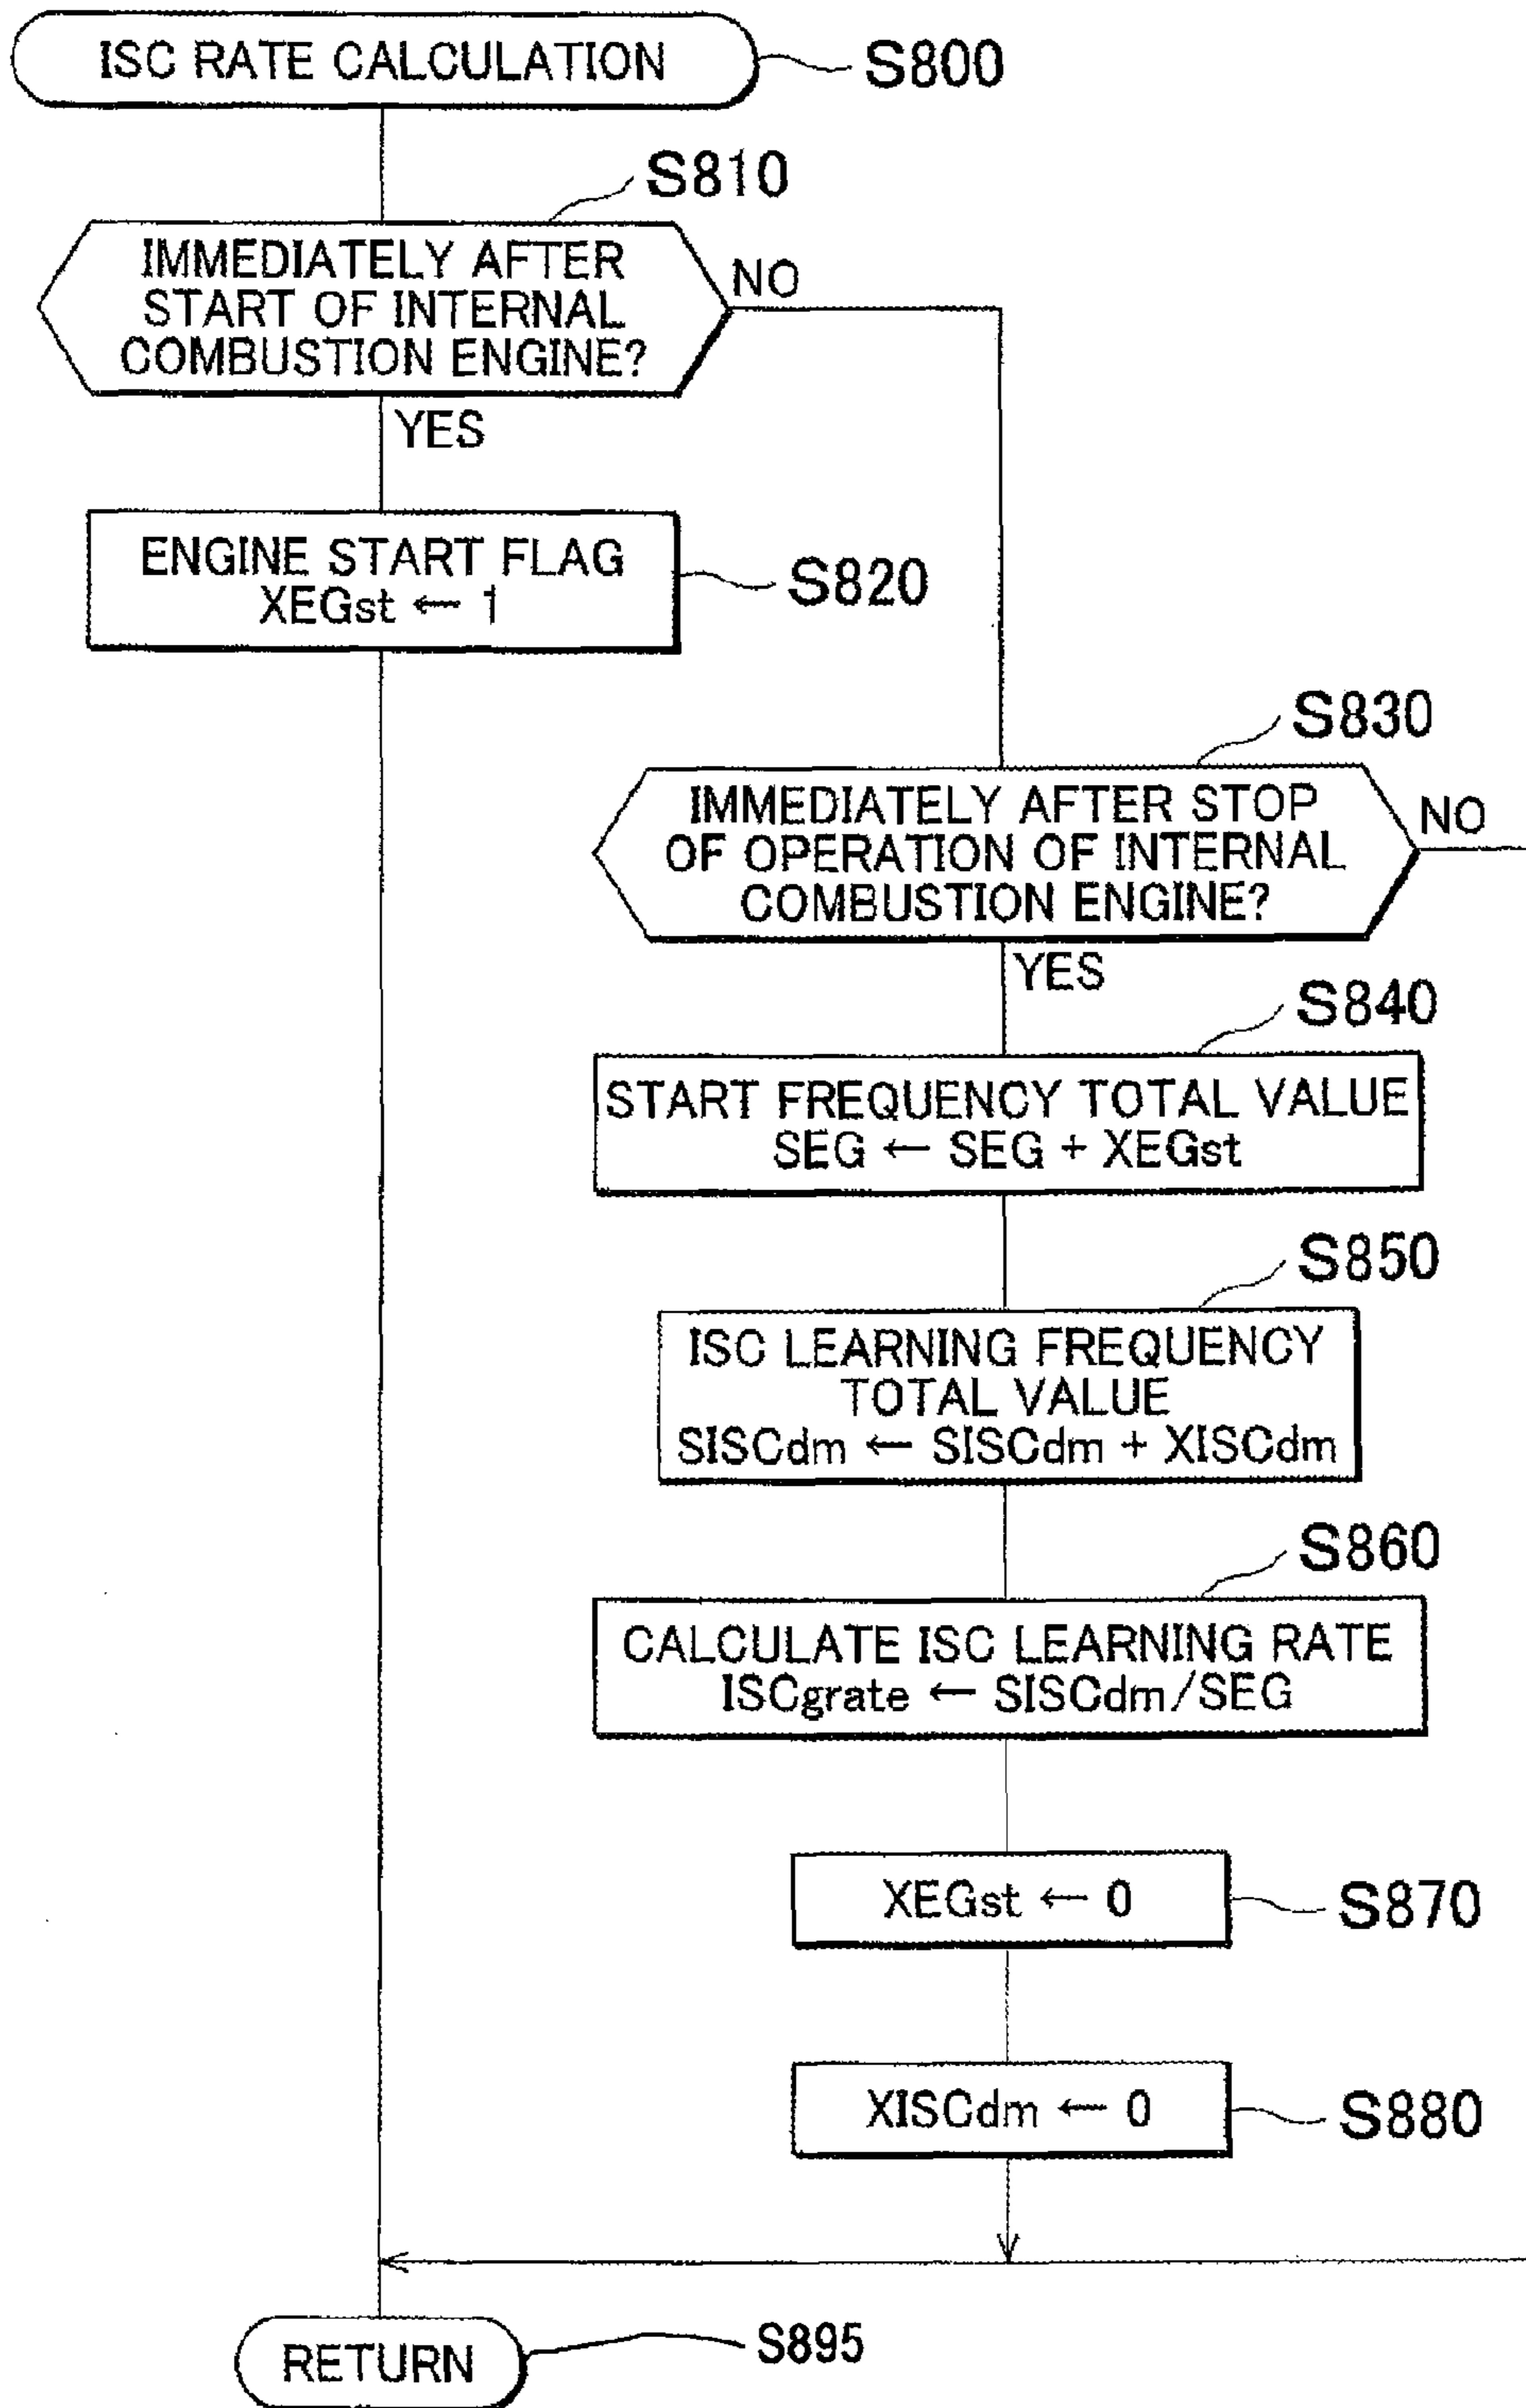 ISC RATE CALCULATION
S800
S810
IMMEDIATELY AFTER
START OF INTERNAL
COMBUSTION ENGINE?
NO
YES
ENGINE START FLAG
XEGst ← 1
S820
S830
IMMEDIATELY AFTER STOP
OF OPERATION OF INTERNAL
COMBUSTION ENGINE?
NO
YES
S840
START FREQUENCY TOTAL VALUE
SEG ← SEG + XEGst
S850
ISC LEARNING FREQUENCY
TOTAL VALUE
SISCdm ← SISCdm + XISCdm
S860
CALCULATE ISC LEARNING RATE
ISCgrate ← SISCdm/SEG
XEGst ← 0
S870
XISCdm ← 0
S880
RETURN
S895